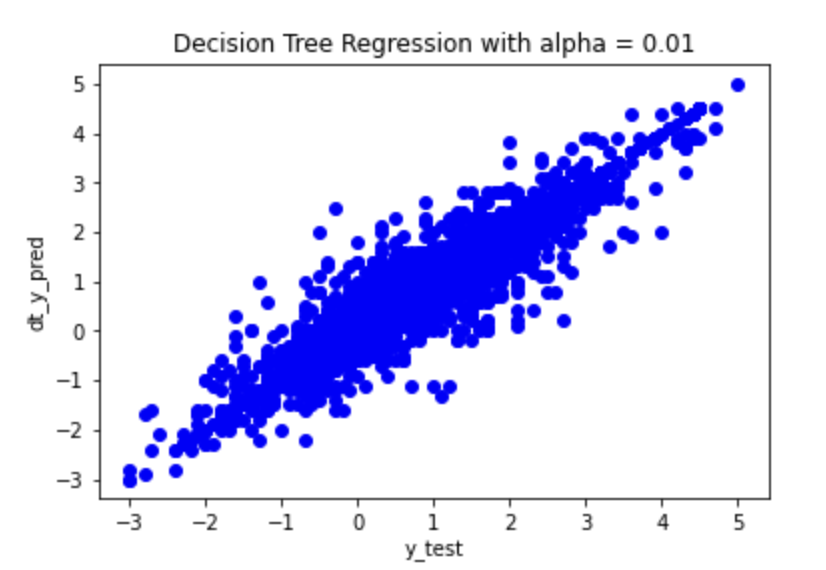 Decision Tree Regression with alpha = 0.01
5
4
3
2
1
0
−1
−2
−3
dt_y_pred
−3 −2 −1 0 1 2 3 4 5
y_test